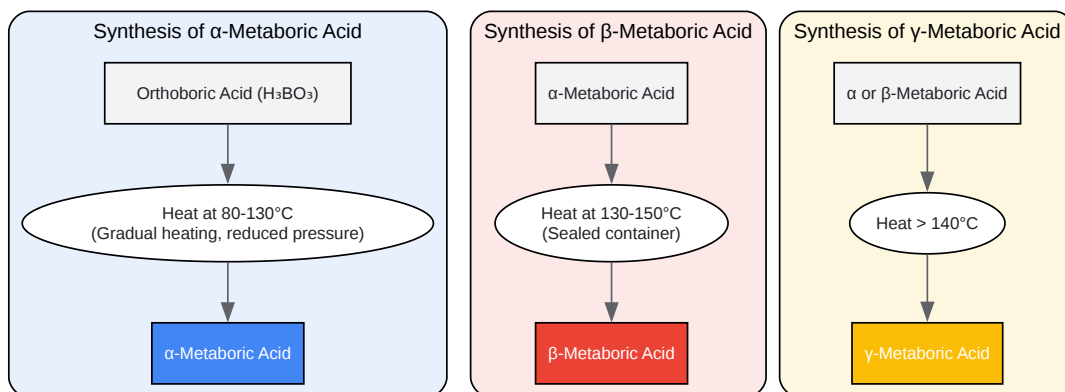 Synthesis of α-Metaboric Acid
Orthoboric Acid (H₃BO₃)
Heat at 80-130°C
(Gradual heating, reduced pressure)
α-Metaboric Acid
Synthesis of β-Metaboric Acid
α-Metaboric Acid
Heat at 130-150°C
(Sealed container)
β-Metaboric Acid
Synthesis of γ-Metaboric Acid
α or β-Metaboric Acid
Heat > 140°C
γ-Metaboric Acid